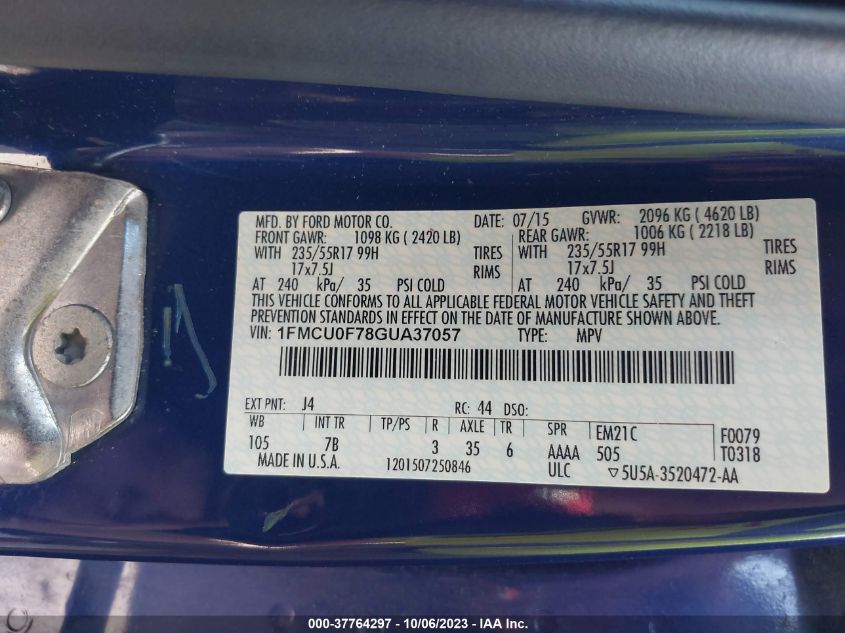 MFD. BY FORD MOTOR CO. DATE: 07/15 GVWR: 2096 KG ( 4620 LB)
FRONT GAWR: 1098 KG ( 2420 LB) REAR GAWR: 1006 KG ( 2218 LB)
WITH 235/55R17 99H TIRES WITH 235/55R17 99H TIRES
17x7.5J RIMS 17x7.5J RIMS
AT 240 kPa/ 35 PSI COLD AT 240 kPa/ 35 PSI COLD
THIS VEHICLE CONFORMS TO ALL APPLICABLE FEDERAL MOTOR VEHICLE SAFETY AND THEFT
PREVENTION STANDARDS IN EFFECT ON THE DATE OF MANUFACTURE SHOWN ABOVE.
VIN: 1FMCU0F78GUA37057 TYPE: MPV
EXT PNT: J4 RC: 44 DSO:
WB INT TR TP/PS R AXLE TR SPR EM21C F0079
105 7B 3 35 6 AAAA 505 T0318
MADE IN U.S.A. 1201507250846 ULC ▽5U5A-3520472-AA
000-37764297 - 10/06/2023 - Copyright © 2023 IAA, LLC. All Rights Reserved.